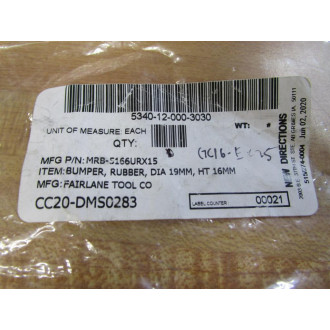 5340-12-000-3030
UNIT OF MEASURE: EACH
WT: #
QTY:
MFG P/N: MRB-5166URX15
ITEM:BUMPER, RUBBER, DIA 19MM, HT 16MM
MFG:FAIRLANE TOOL CO
CC20-DMS0283
LABEL COUNTER
00021
NEW DIRECTIONS
Jun 02, 2020